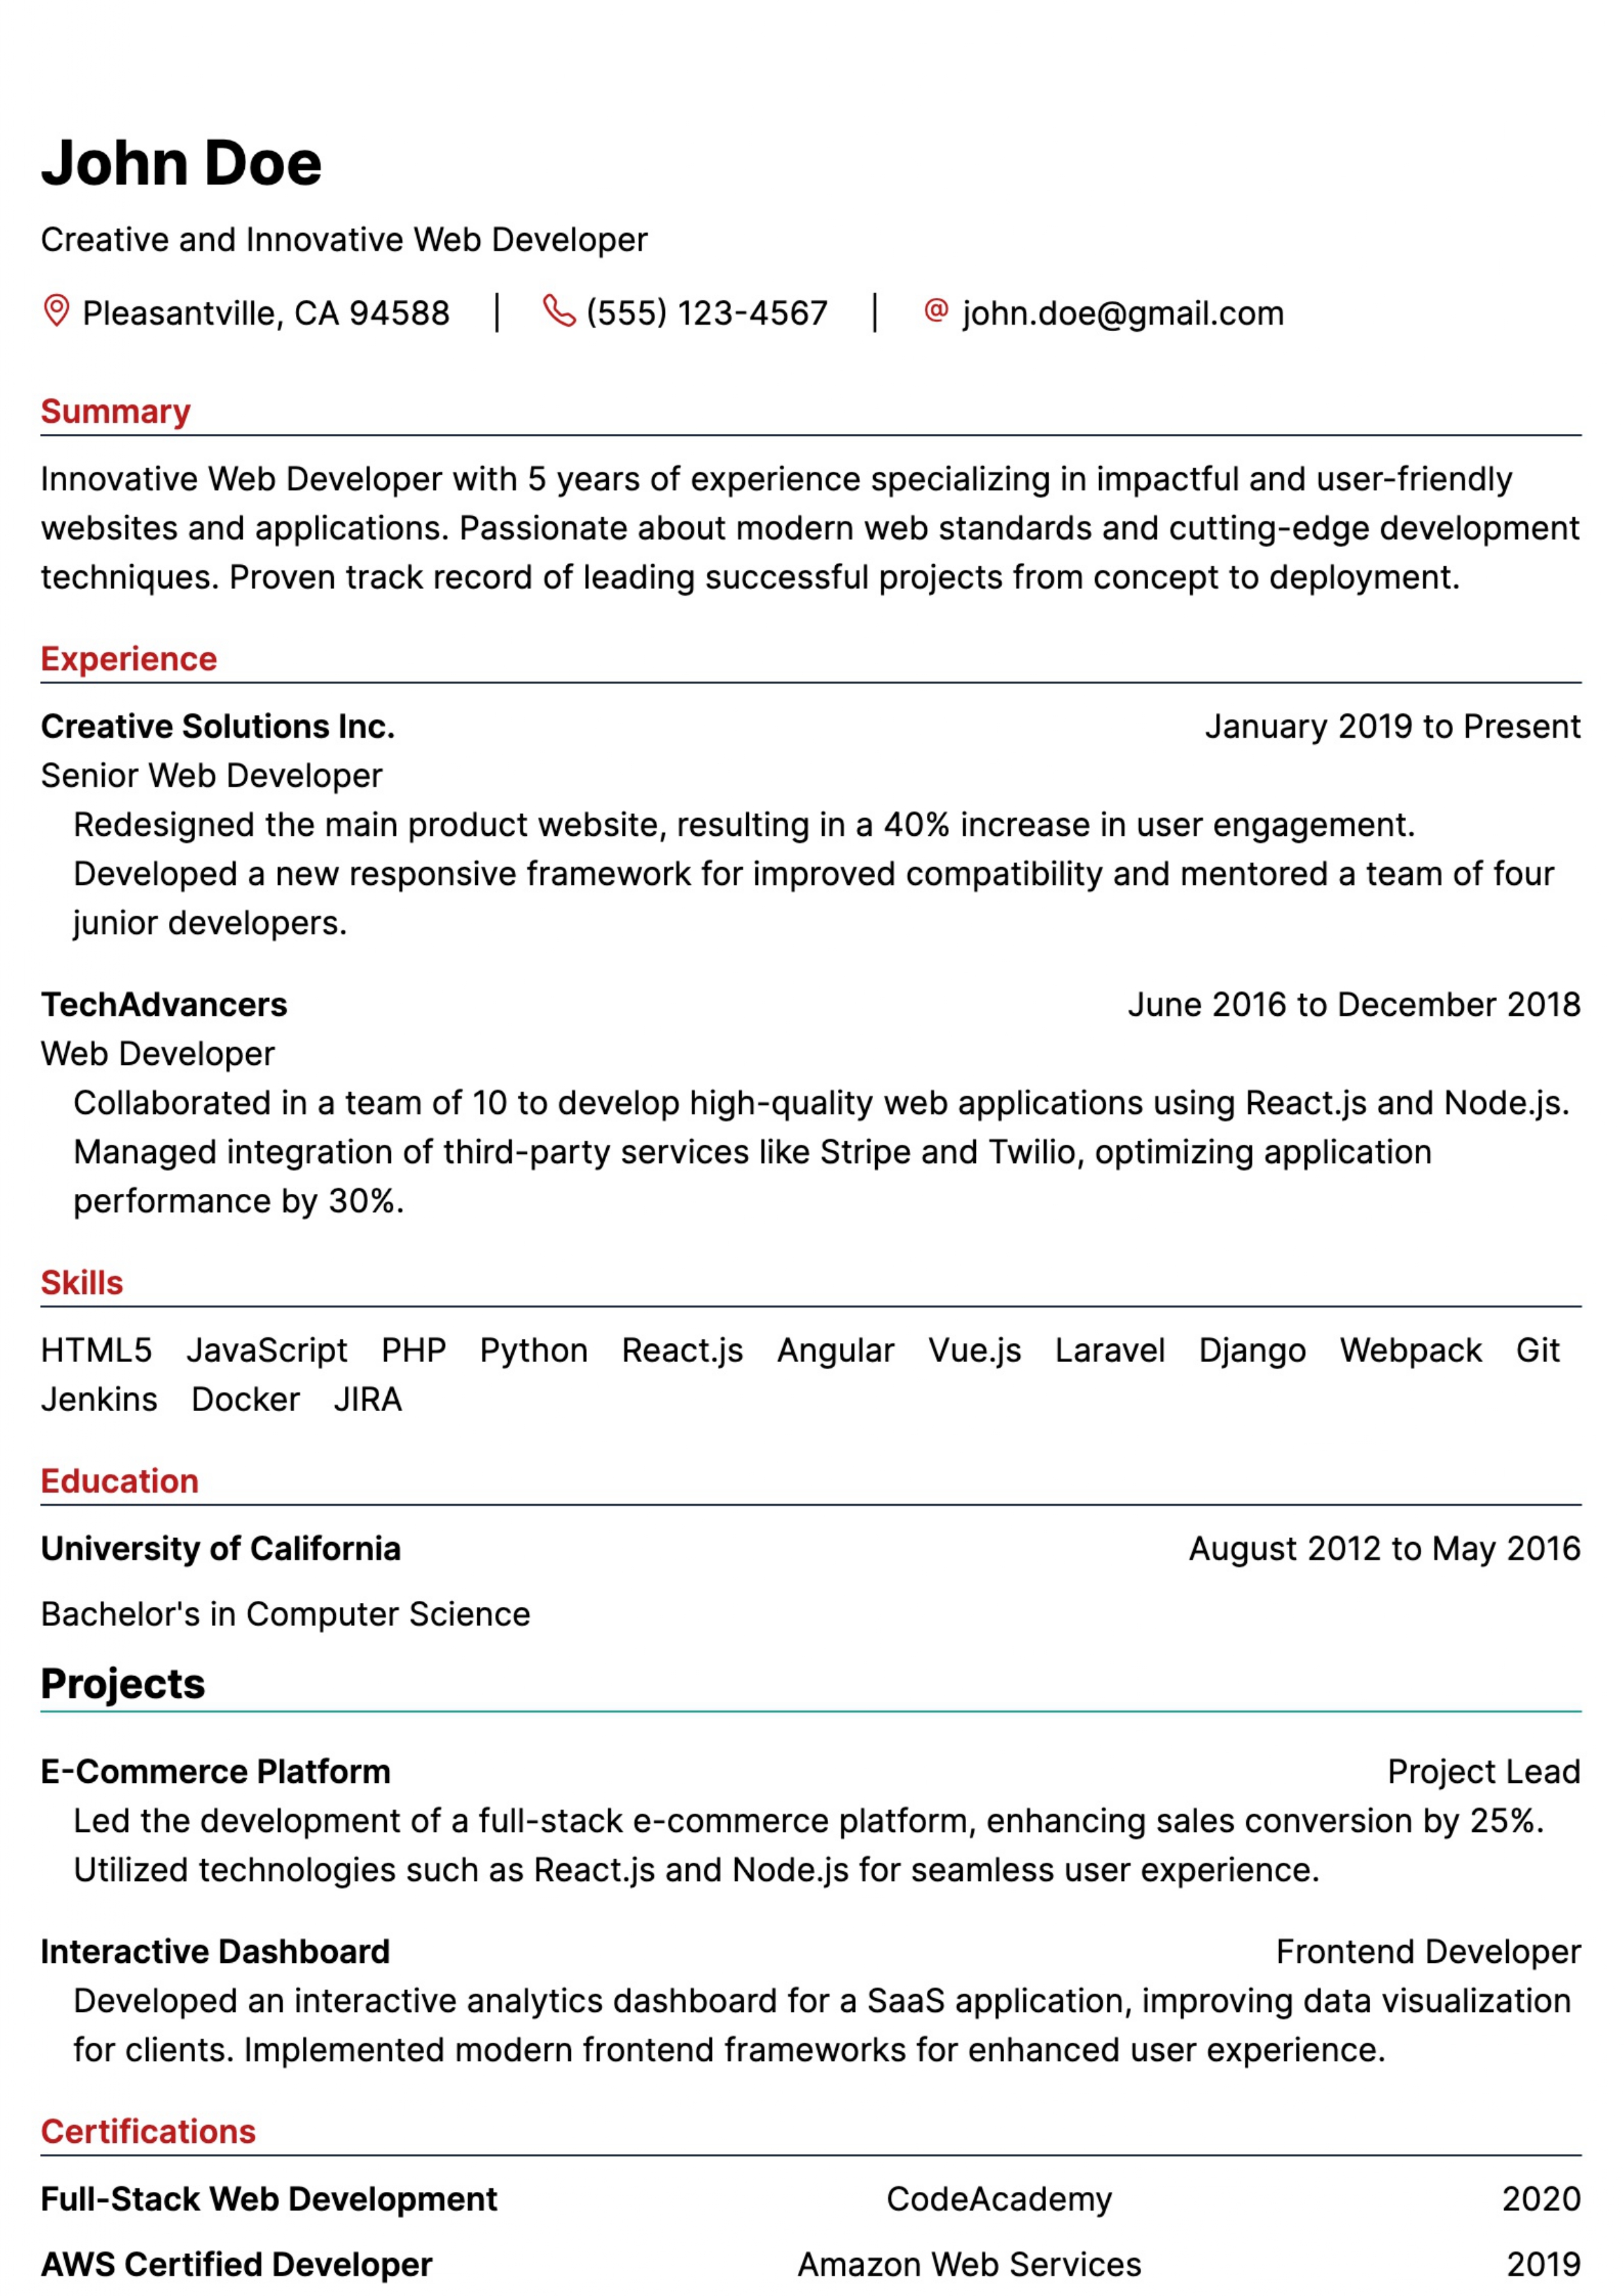 John Doe
Creative and Innovative Web Developer
Pleasantville, CA 94588 | (555) 123-4567 | @ john.doe@gmail.com
Summary
Innovative Web Developer with 5 years of experience specializing in impactful and user-friendly
websites and applications. Passionate about modern web standards and cutting-edge development
techniques. Proven track record of leading successful projects from concept to deployment.
Experience
Creative Solutions Inc. January 2019 to Present
Senior Web Developer
Redesigned the main product website, resulting in a 40% increase in user engagement.
Developed a new responsive framework for improved compatibility and mentored a team of four
junior developers.
TechAdvancers June 2016 to December 2018
Web Developer
Collaborated in a team of 10 to develop high-quality web applications using React.js and Node.js.
Managed integration of third-party services like Stripe and Twilio, optimizing application
performance by 30%.
Skills
HTML5 JavaScript PHP Python React.js Angular Vue.js Laravel Django Webpack Git
Jenkins Docker JIRA
Education
University of California August 2012 to May 2016
Bachelor's in Computer Science
Projects
E-Commerce Platform Project Lead
Led the development of a full-stack e-commerce platform, enhancing sales conversion by 25%.
Utilized technologies such as React.js and Node.js for seamless user experience.
Interactive Dashboard Frontend Developer
Developed an interactive analytics dashboard for a SaaS application, improving data visualization
for clients. Implemented modern frontend frameworks for enhanced user experience.
Certifications
Full-Stack Web Development CodeAcademy 2020
AWS Certified Developer Amazon Web Services 2019